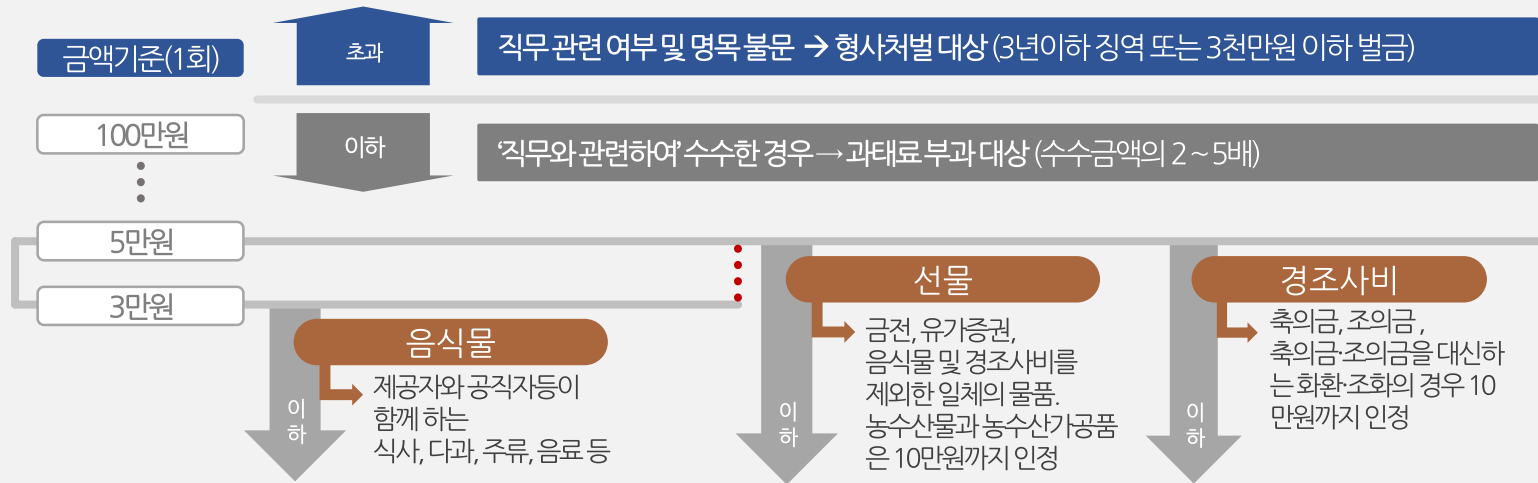 금액기준(1회)
초과
직무 관련 여부 및 명목 불문 → 형사처벌 대상 (3년이하 징역 또는 3천만원 이하 벌금)
100만원
이하
‘직무와 관련하여’ 수수한 경우→과태료 부과 대상 (수수금액의 2 ~ 5배)
5만원
3만원
이
하
음식물
제공자와 공직자등이
함께 하는
식사, 다과, 주류, 음료 등
이
하
선물
금전, 유가증권,
음식물 및 경조사비를
제외한 일체의 물품.
농수산물과 농수산가공품
은 10만원까지 인정
이
하
경조사비
축의금, 조의금 ,
축의금·조의금을 대신하
는 화환·조화의 경우 10
만원까지 인정